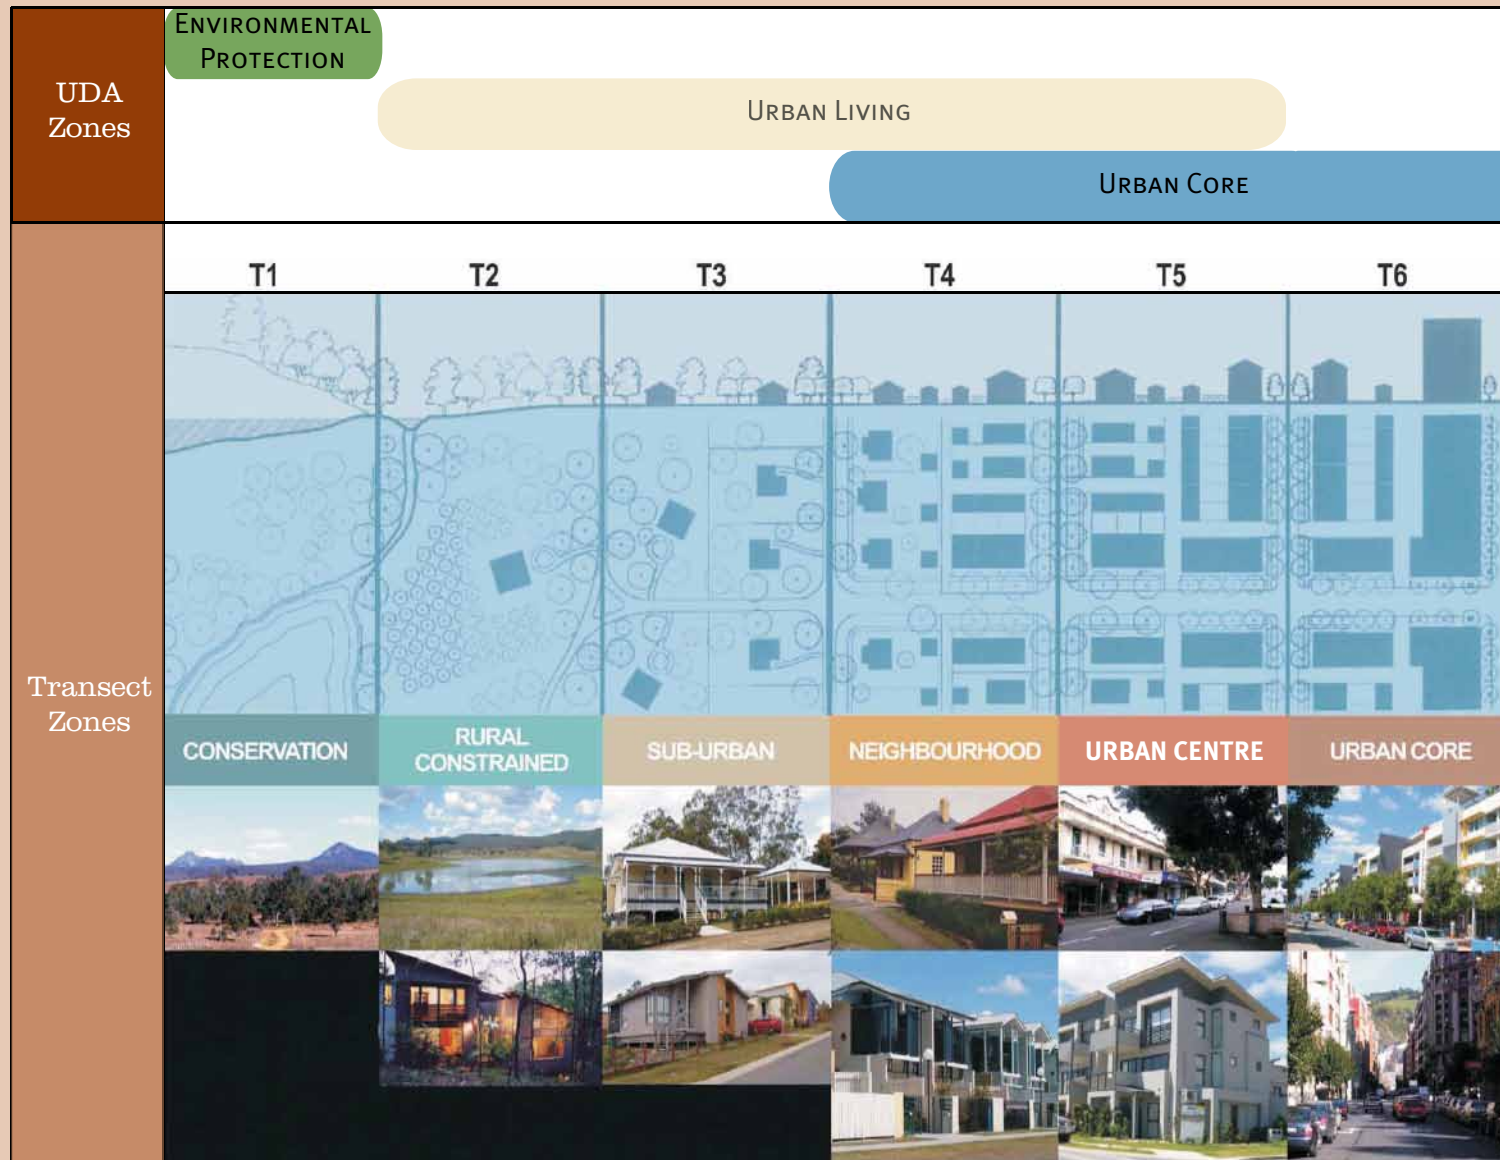 UDA
Zones
ENVIRONMENTAL
PROTECTION
URBAN LIVING
URBAN CORE
T1 T2 T3 T4 T5 T6
Transect
Zones
CONSERVATION
RURAL
CONSTRAINED
SUB-URBAN
NEIGHBOURHOOD
URBAN CENTRE
URBAN CORE